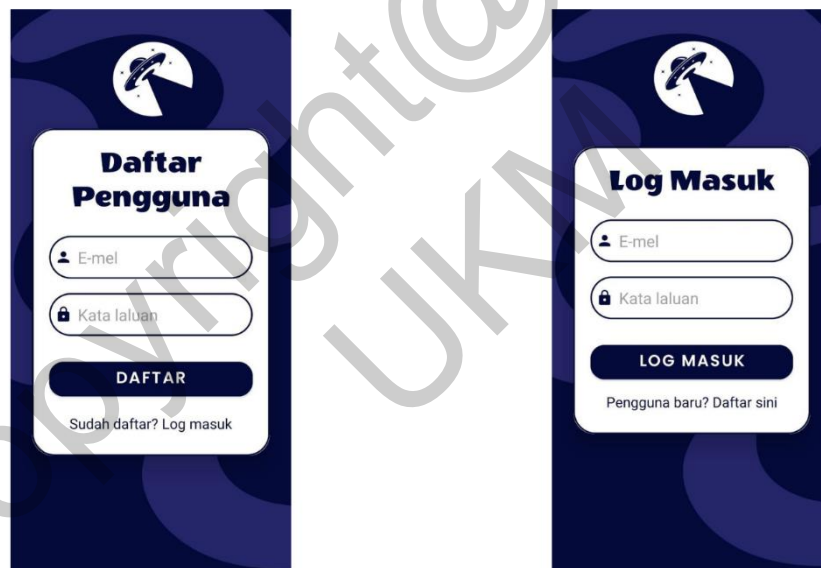 Daftar
Pengguna
E-mel
Kata laluan
DAFTAR
Sudah daftar? Log masuk
Log Masuk
E-mel
Kata laluan
LOG MASUK
Pengguna baru? Daftar sini
opyright@
UKM